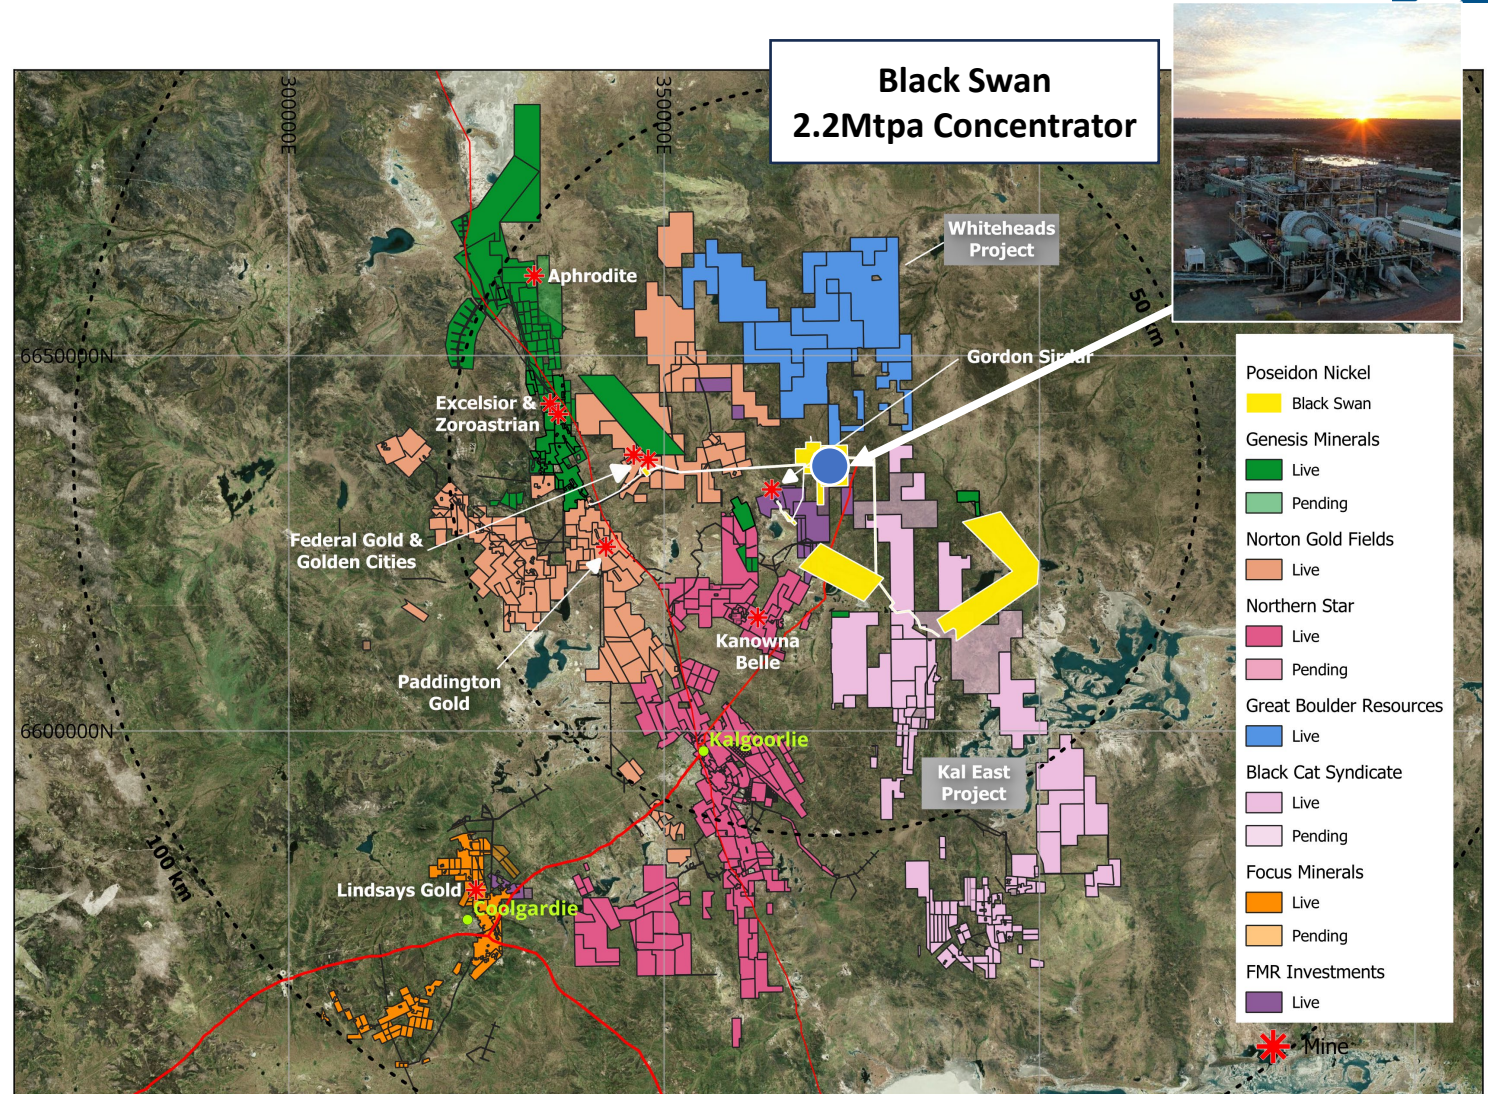 Black Swan
2.2Mtpa Concentrator
300000E
350000E
Whiteheads
Project
Aphrodite
50 km
6650000N
Gordon Sirdar
Excelsior &
Zoroastrian
Federal Gold &
Golden Cities
Kanowna
Belle
Paddington
Gold
6600000N
Kalgoorlie
Kal East
Project
100 km
Lindsays Gold
Coolgardie
Poseidon Nickel
Black Swan
Genesis Minerals
Live
Pending
Norton Gold Fields
Live
Northern Star
Live
Pending
Great Boulder Resources
Live
Black Cat Syndicate
Live
Pending
Focus Minerals
Live
Pending
FMR Investments
Live
Mine